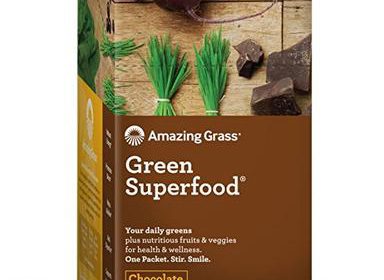 Amazing Grass®
Green
Superfood®
Your daily greens
plus nutritious fruits & veggies
for health & wellness.
One Packet. Stir. Smile.
Chocolate